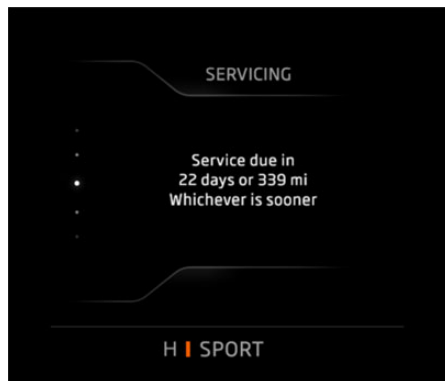 SERVICING
Service due in
22 days or 339 mi
Whichever is sooner
H SPORT